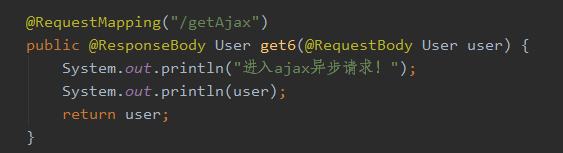 @RequestMapping("/getAjax")
public @ResponseBody User get6(@RequestBody User user) {
System.out.println("进入ajax异步请求！");
System.out.println(user);
return user;
}